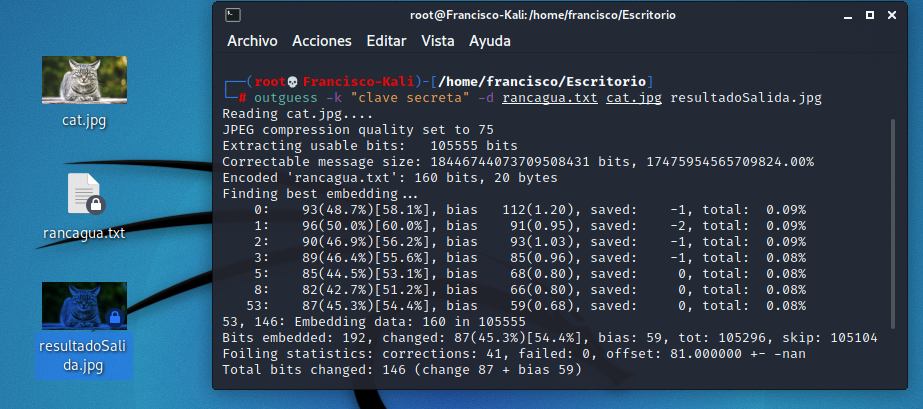 root@Francisco-Kali:/home/francisco/Escritorio
Archivo Acciones Editar Vista Ayuda
(root💀Francisco-Kali)-[/home/francisco/Escritorio]
# outguess -k "clave secreta" -d rancagua.txt cat.jpg resultadoSalida.jpg
Reading cat.jpg....
JPEG compression quality set to 75
Extracting usable bits:   105555 bits
Correctable message size: 18446744073709508431 bits, 17475954565709824.00%
Encoded 'rancagua.txt': 160 bits, 20 bytes
Finding best embedding...
0:    93(48.7%)[58.1%], bias   112(1.20), saved:    -1, total:  0.09%
1:    96(50.0%)[60.0%], bias    91(0.95), saved:    -2, total:  0.09%
2:    90(46.9%)[56.2%], bias    93(1.03), saved:    -1, total:  0.09%
3:    89(46.4%)[55.6%], bias    85(0.96), saved:    -1, total:  0.08%
5:    85(44.5%)[53.1%], bias    68(0.80), saved:     0, total:  0.08%
8:    82(42.7%)[51.2%], bias    66(0.80), saved:     0, total:  0.08%
53:    87(45.3%)[54.4%], bias    59(0.68), saved:     0, total:  0.08%
53, 146: Embedding data: 160 in 105555
Bits embedded: 192, changed: 87(45.3%)[54.4%], bias: 59, tot: 105296, skip: 105104
Foiling statistics: corrections: 41, failed: 0, offset: 81.000000 +- -nan
Total bits changed: 146 (change 87 + bias 59)
cat.jpg
rancagua.txt
resultadoSali
da.jpg